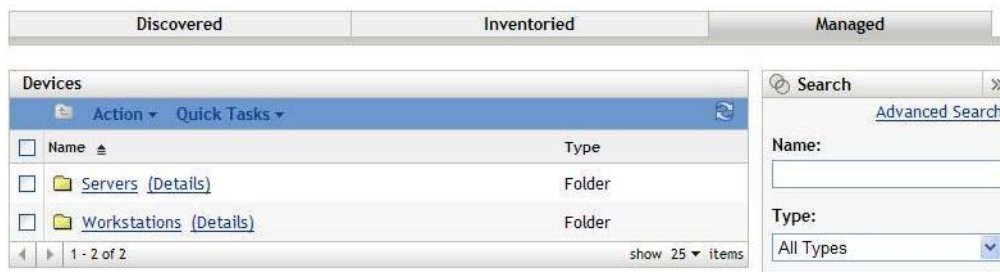 Discovered Inventoried Managed
Devices
Action Quick Tasks
Name Type
Servers (Details) Folder
Workstations (Details) Folder
1 - 2 of 2 show 25 items
Search
Advanced Search
Name:
Type:
All Types